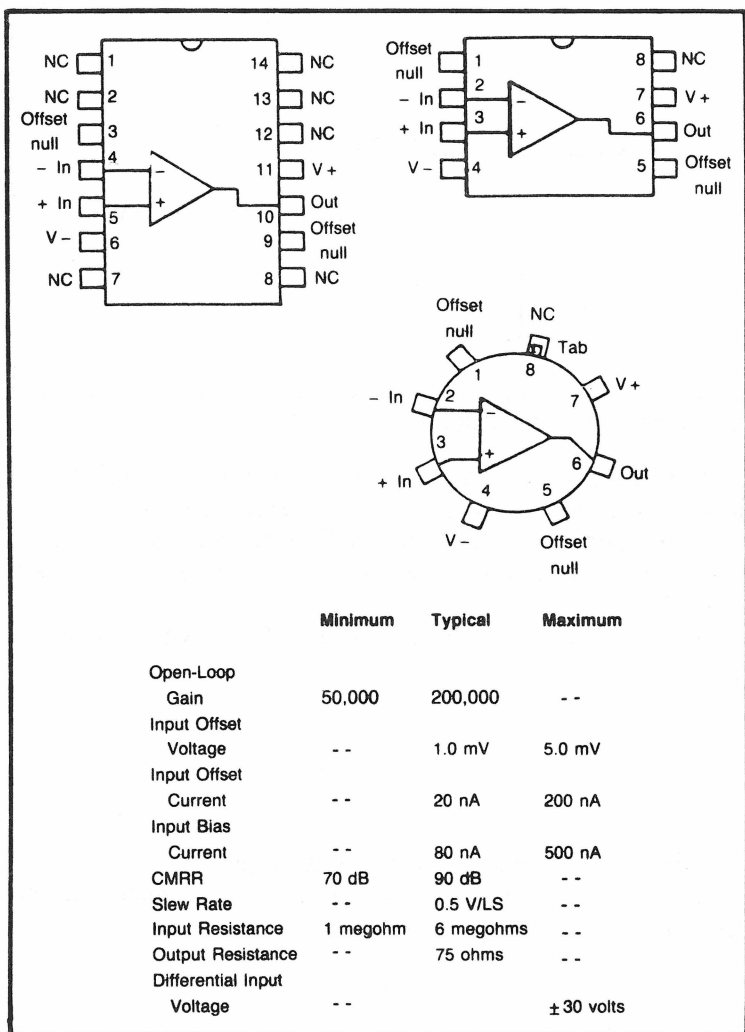 NC 1 14 NC
NC 2 13 NC
Offset
null 3 12 NC
- In 4 - 11 V+
+ In 5 + 10 Out
V- 6 9 Offset
null
NC 7 8 NC
Offset
null 1 8 NC
- In 2 - 7 V+
+ In 3 + 6 Out
V- 4 5 Offset
null
Offset
null
NC
Tab
1 8
- In 2 - 7 V+
3
+ In + 6 Out
4 5
V- Offset
null
Minimum Typical Maximum
Open-Loop
Gain 50,000 200,000 --
Input Offset
Voltage -- 1.0 mV 5.0 mV
Input Offset
Current -- 20 nA 200 nA
Input Bias
Current -- 80 nA 500 nA
CMRR 70 dB 90 dB --
Slew Rate -- 0.5 V/LS --
Input Resistance 1 megohm 6 megohms --
Output Resistance -- 75 ohms --
Differential Input
Voltage -- ±30 volts